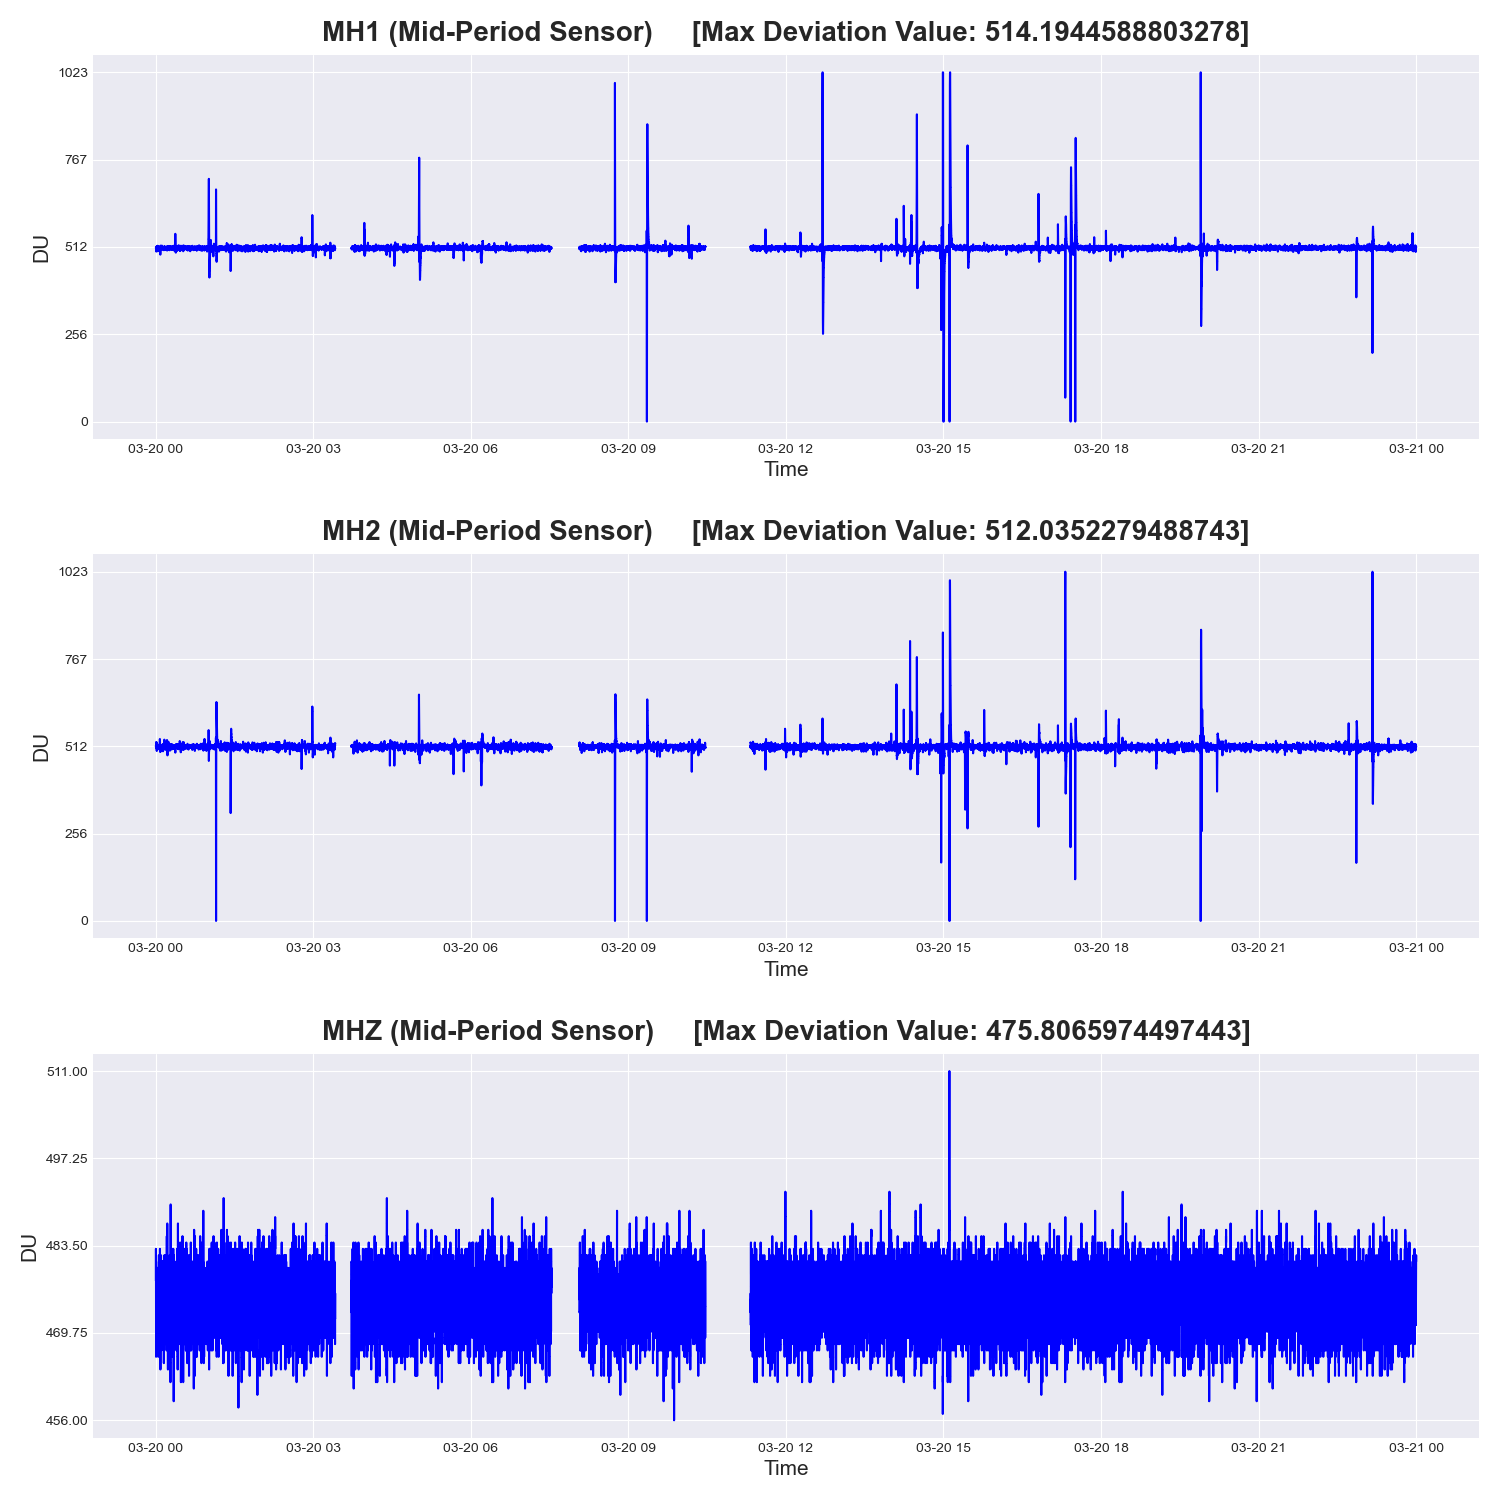 MH1 (Mid-Period Sensor) [Max Deviation Value: 514.1944588803278]
1023
767
512
256
0
DU
03-20 00 03-20 03 03-20 06 03-20 09 03-20 12 03-20 15 03-20 18 03-20 21 03-21 00
Time
MH2 (Mid-Period Sensor) [Max Deviation Value: 512.0352279488743]
1023
767
512
256
0
DU
03-20 00 03-20 03 03-20 06 03-20 09 03-20 12 03-20 15 03-20 18 03-20 21 03-21 00
Time
MHZ (Mid-Period Sensor) [Max Deviation Value: 475.8065974497443]
511.00
497.25
483.50
469.75
456.00
DU
03-20 00 03-20 03 03-20 06 03-20 09 03-20 12 03-20 15 03-20 18 03-20 21 03-21 00
Time